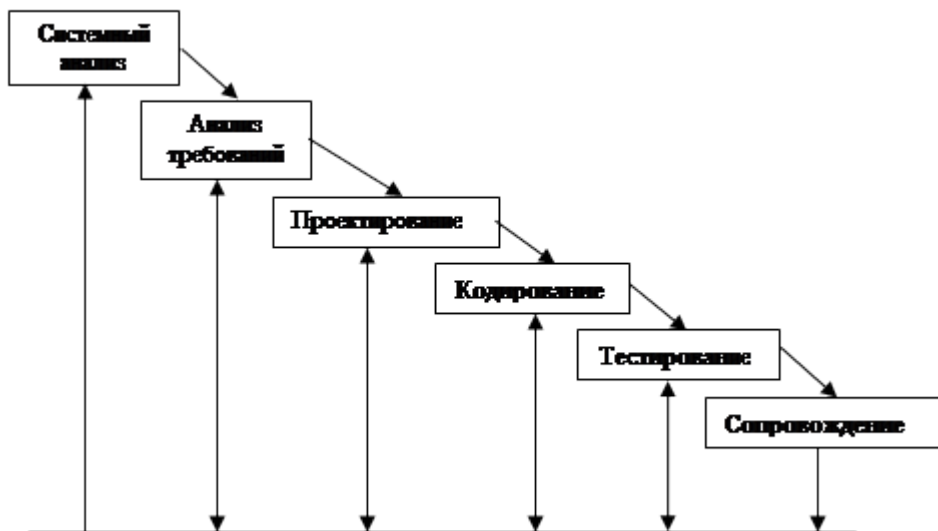 Системный
анализ
Анализ
требований
Проектирование
Кодирование
Тестирование
Сопровождение